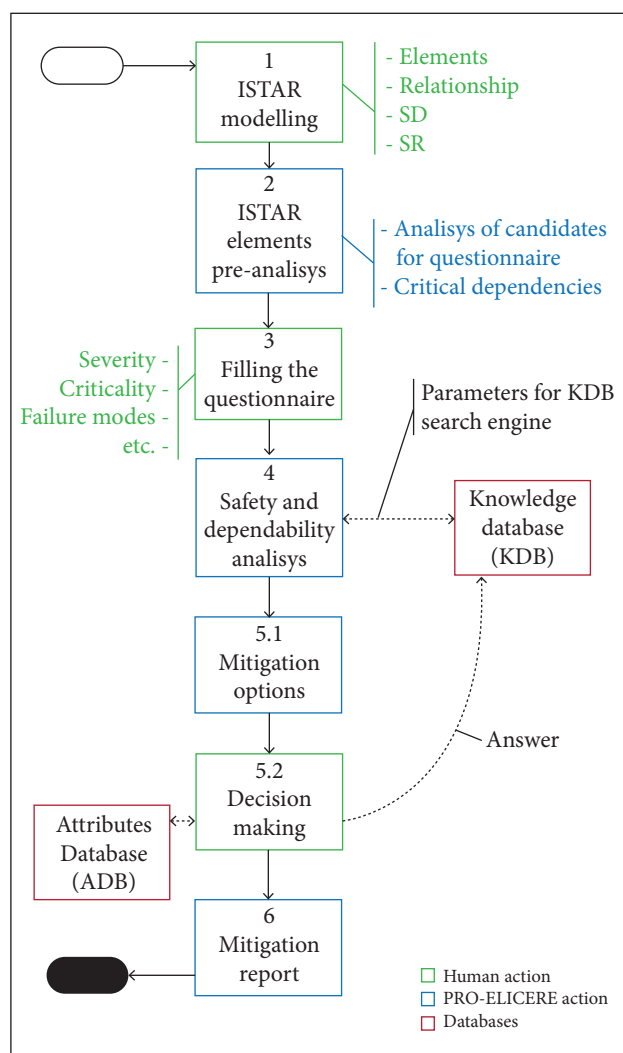 1
ISTAR
modelling
- Elements
- Relationship
- SD
- SR
2
ISTAR
elements
pre-analisys
- Analisys of candidates
for questionnaire
- Critical dependencies
3
Filling the
questionnaire
Severity -
Criticality -
Failure modes -
etc. -
Parameters for KDB
search engine
4
Safety and
dependability
analisys
Knowledge
database
(KDB)
5.1
Mitigation
options
Answer
5.2
Decision
making
Attributes
Database
(ADB)
6
Mitigation
report
Human action
PRO-ELICERE action
Databases